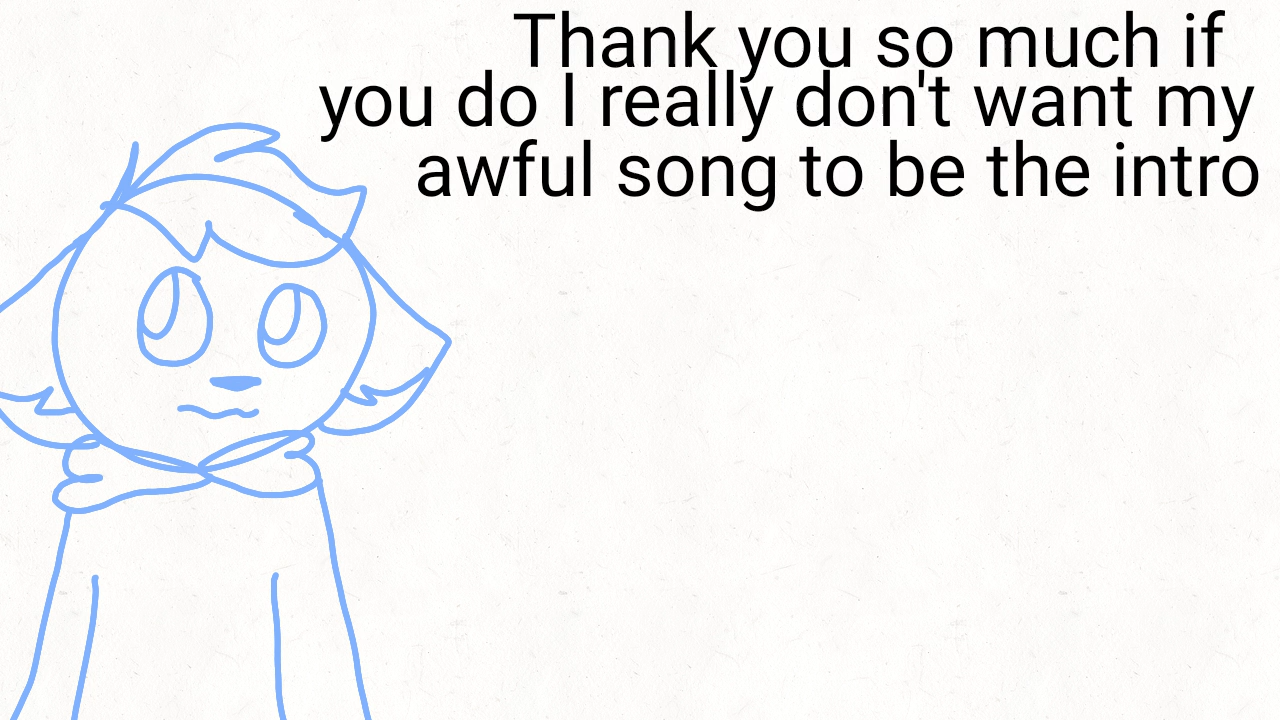 Thank you so much if
you do I really don't want my
awful song to be the intro